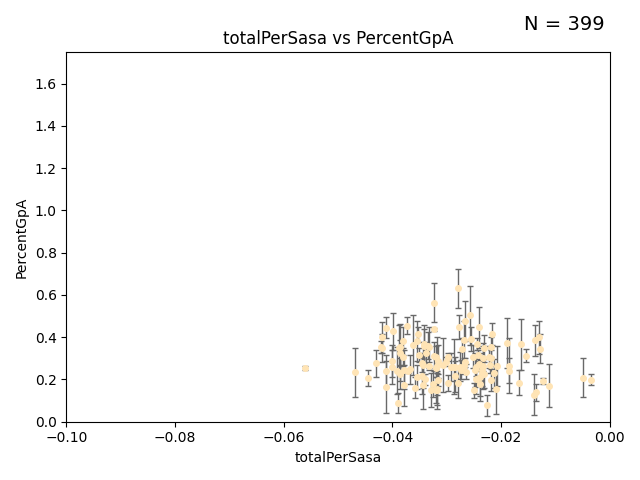 N = 399
totalPerSasa vs PercentGpA
PercentGpA
1.6
1.4
1.2
1.0
0.8
0.6
0.4
0.2
0.0
−0.10 −0.08 −0.06 −0.04 −0.02 0.00
totalPerSasa